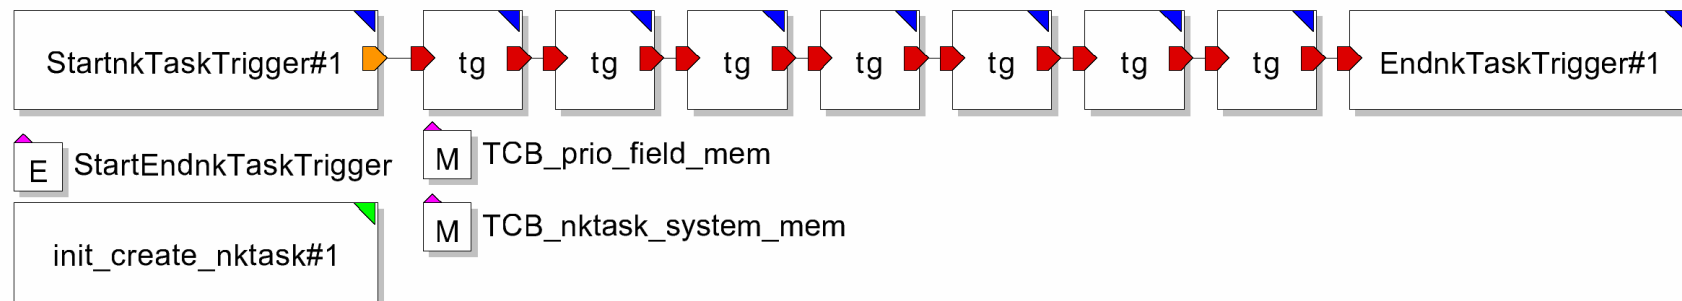 StartnkTaskTrigger#1 tg tg tg tg tg tg tg EndnkTaskTrigger#1
E StartEndnkTaskTrigger M TCB_prio_field_mem
M TCB_nktask_system_mem
init_create_nktask#1